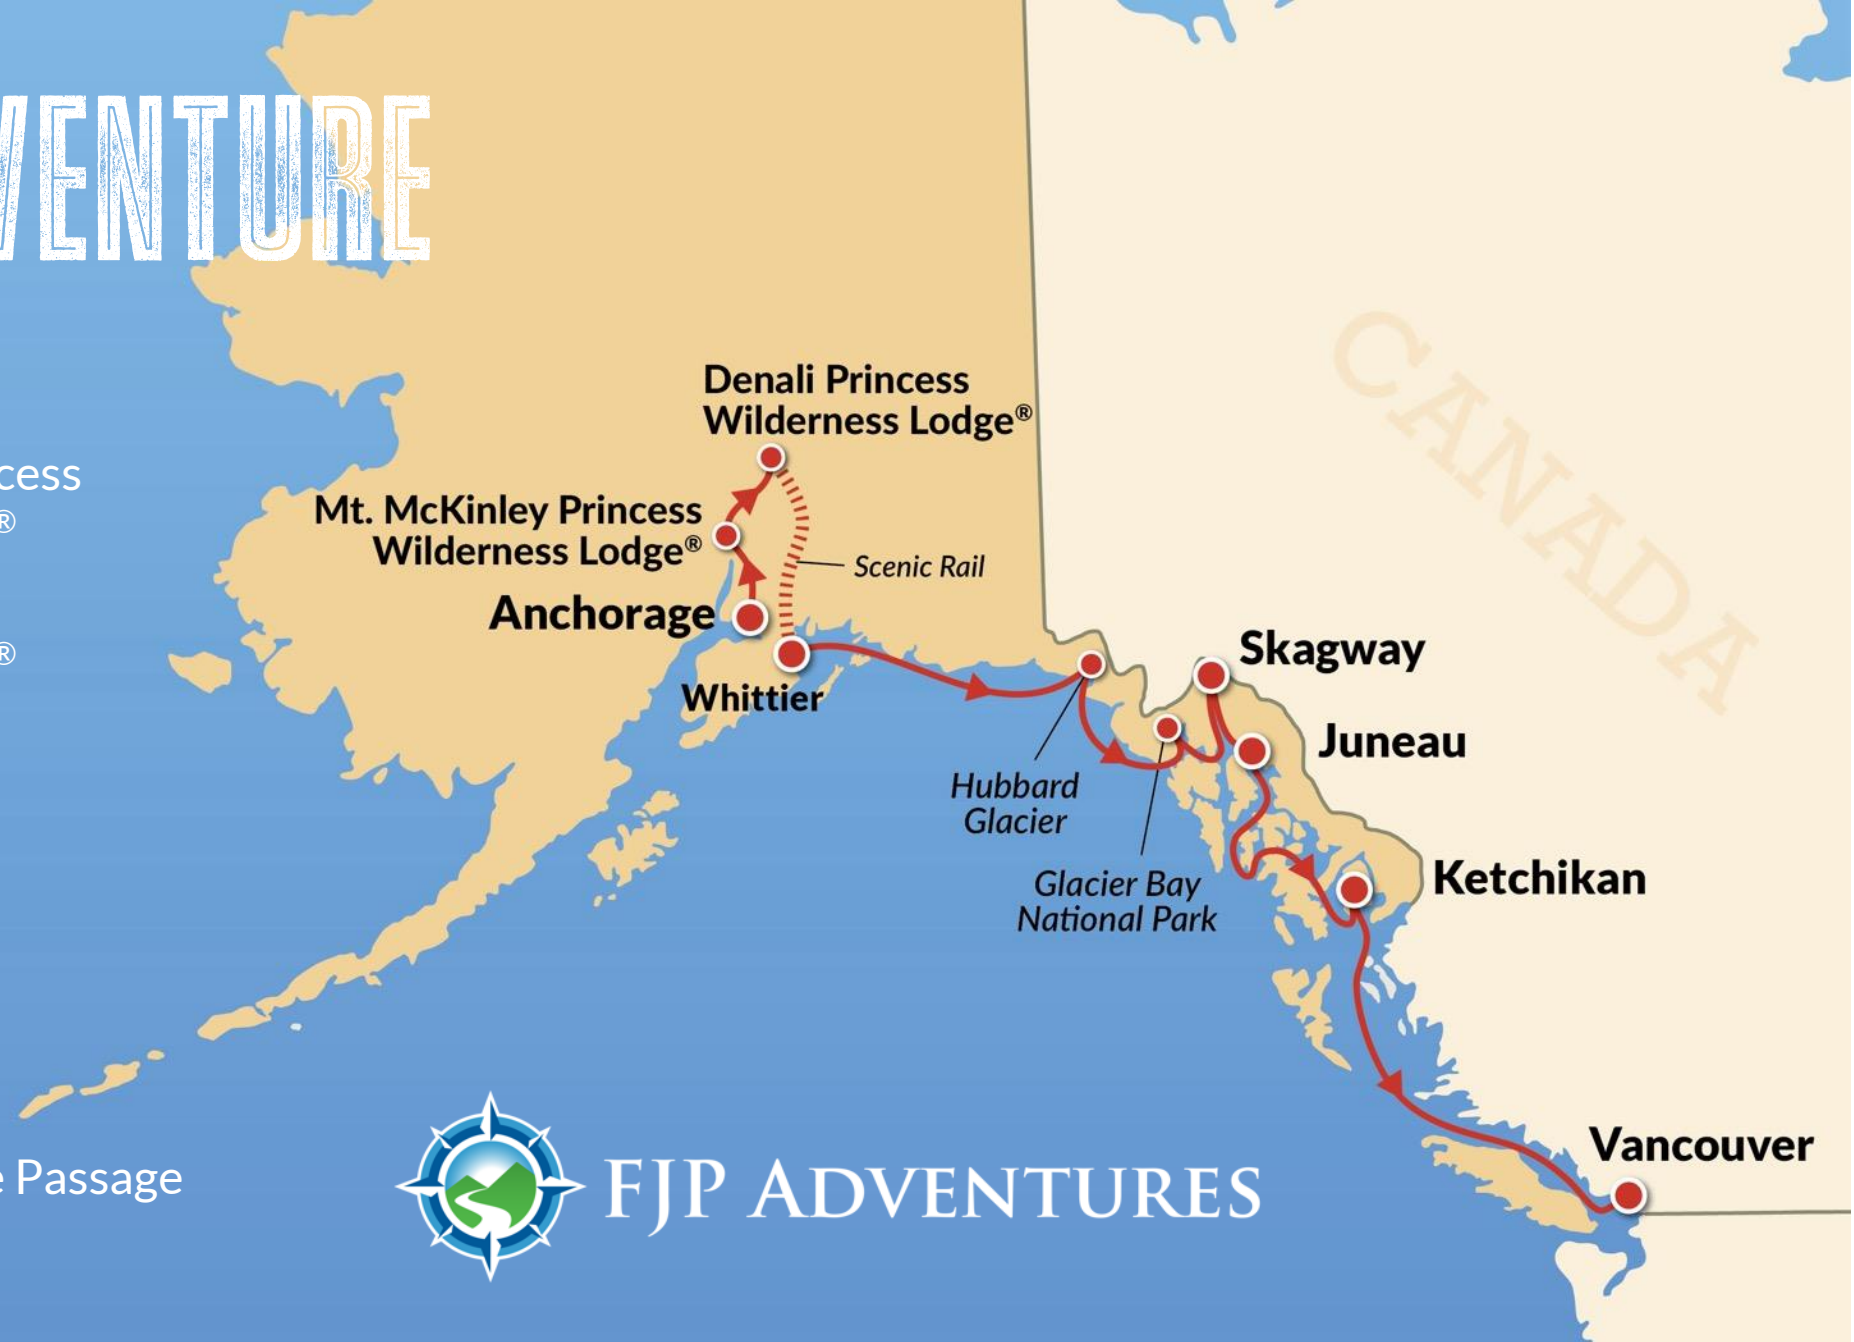 VENTURE
Denali Princess
Wilderness Lodge®
cess
®
Mt. McKinley Princess
Wilderness Lodge®
Scenic Rail
Anchorage
®
Whittier
Skagway
Juneau
Hubbard
Glacier
Glacier Bay
National Park
Ketchikan
CANADA
Vancouver
e Passage
FJP ADVENTURES